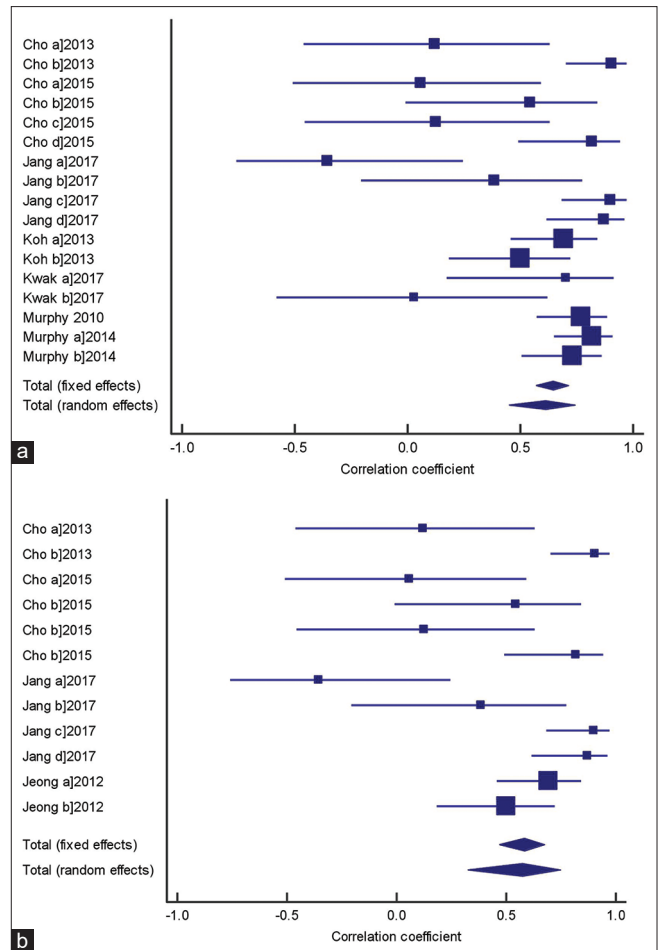 Cho a]2013
Cho b]2013
Cho a]2015
Cho b]2015
Cho c]2015
Cho d]2015
Jang a]2017
Jang b]2017
Jang c]2017
Jang d]2017
Koh a]2013
Koh b]2013
Kwak a]2017
Kwak b]2017
Murphy 2010
Murphy a]2014
Murphy b]2014
Total (fixed effects)
Total (random effects)
-1.0 -0.5 0.0 0.5 1.0
Correlation coefficient
a
Cho a]2013
Cho b]2013
Cho a]2015
Cho b]2015
Cho b]2015
Cho b]2015
Jang a]2017
Jang b]2017
Jang c]2017
Jang d]2017
Jeong a]2012
Jeong b]2012
Total (fixed effects)
Total (random effects)
-1.0 -0.5 0.0 0.5 1.0
Correlation coefficient
b